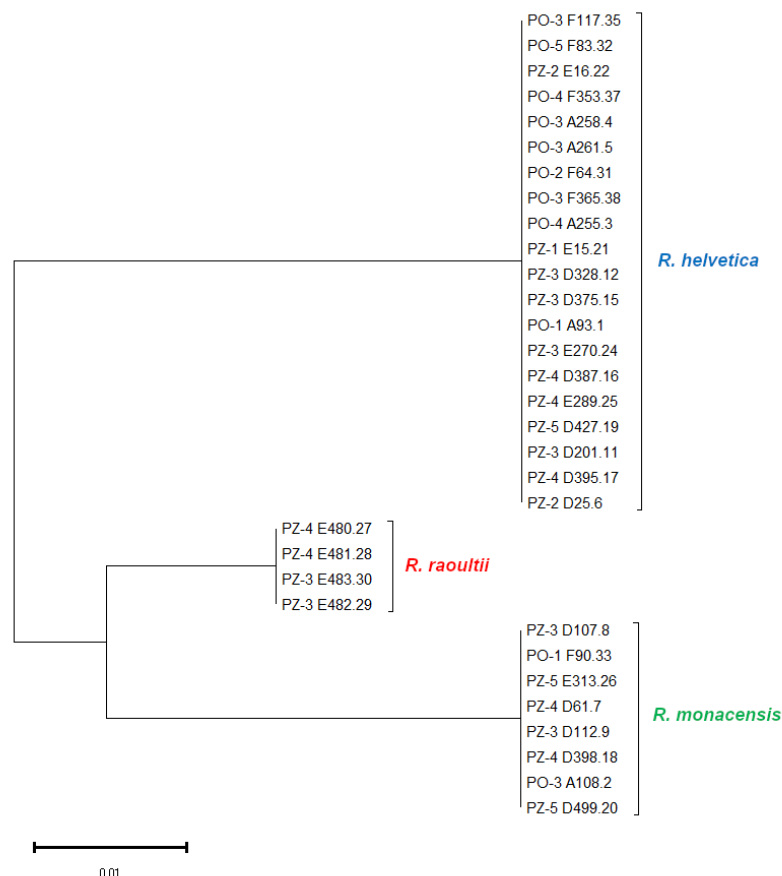 PO-3 F117.35
PO-5 F83.32
PZ-2 E16.22
PO-4 F353.37
PO-3 A258.4
PO-3 A261.5
PO-2 F64.31
PO-3 F365.38
PO-4 A255.3
PZ-1 E15.21
R. helvetica
PZ-3 D328.12
PZ-3 D375.15
PO-1 A93.1
PZ-3 E270.24
PZ-4 D387.16
PZ-4 E289.25
PZ-5 D427.19
PZ-3 D201.11
PZ-4 D395.17
PZ-2 D25.6
PZ-4 E480.27
PZ-4 E481.28
R. raoultii
PZ-3 E483.30
PZ-3 E482.29
PZ-3 D107.8
PO-1 F90.33
PZ-5 E313.26
PZ-4 D61.7
R. monacensis
PZ-3 D112.9
PZ-4 D398.18
PO-3 A108.2
PZ-5 D499.20
0.01